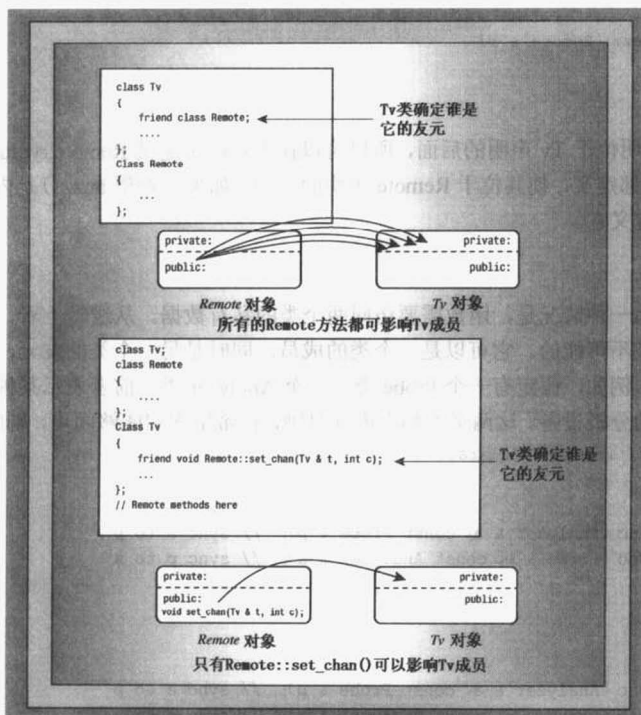 class Tv
{
friend class Remote;
....
};
Class Remote
{
...
};
Tv类确定谁是
它的友元
private:
public:
private:
public:
Remote 对象
Tv 对象
所有的Remote方法都可影响Tv成员
class Tv;
class Remote
{
...
};
class Tv
{
friend void Remote::set_chan(Tv & t, int c);
...
};
// Remote methods here
Tv类确定谁是
它的友元
private:
public:
void set_chan(Tv & t, int c);
private:
public:
Remote 对象
Tv 对象
只有Remote::set_chan()可以影响Tv成员